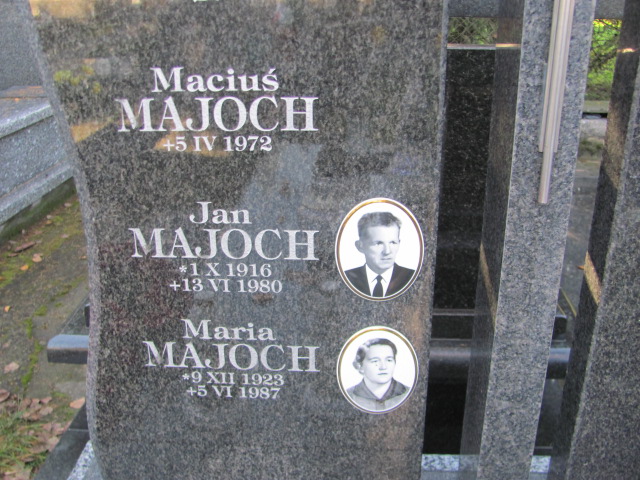 Maciuś
MAJOCH
+5 IV 1972
Jan
MAJOCH
*1 X 1916
+13 VI 1980
Maria
MAJOCH
*9 XII 1923
+5 VI 1987